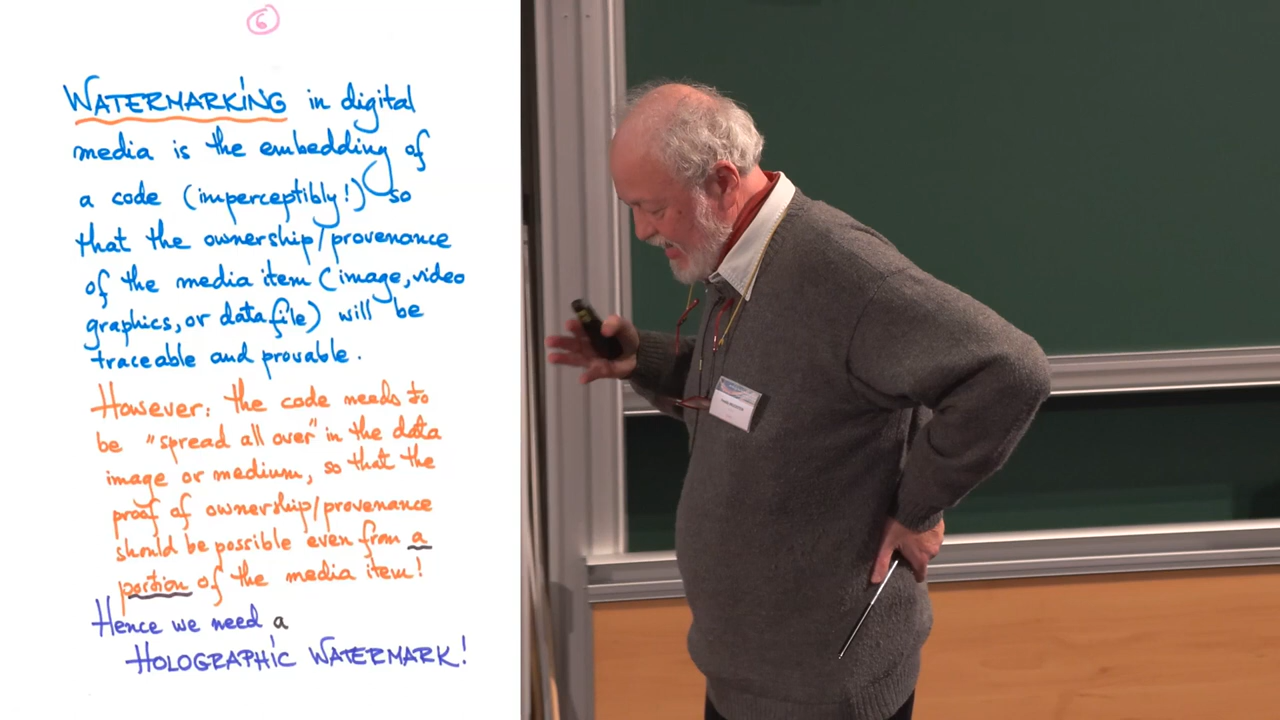 6
WATERMARKING in digital
media is the embedding of
a code (imperceptibly!) so
that the ownership/provenance
of the media item (image, video
graphics, or data file) will be
traceable and provable.
However: the code needs to
be "spread all over" in the data
image or medium, so that the
proof of ownership/provenance
should be possible even from a
portion of the media item!
Hence we need a
HOLOGRAPHIC WATERMARK!